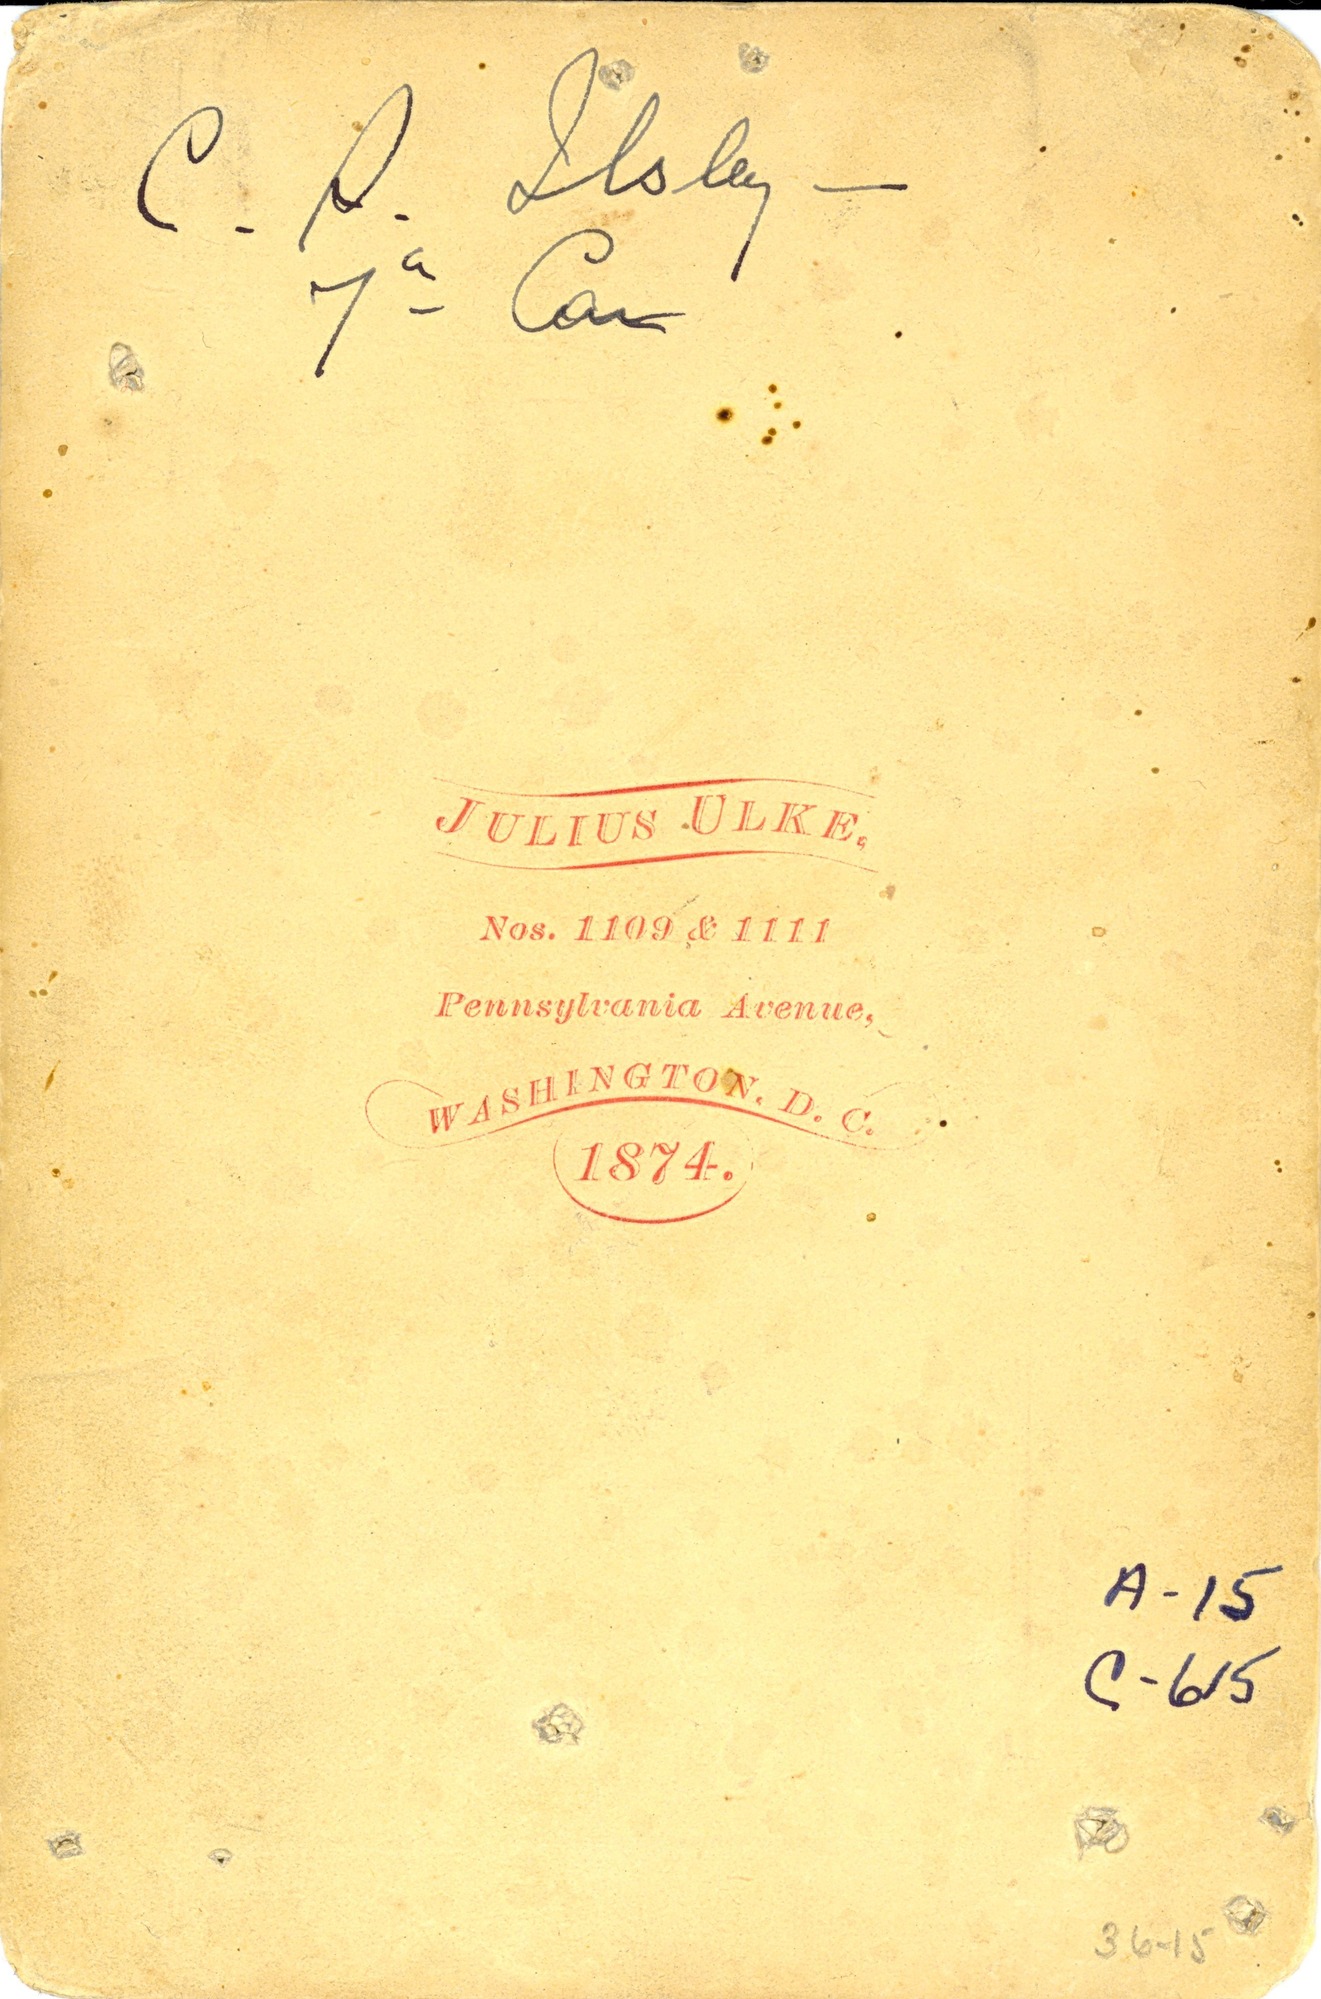 C. S. Ilsley —
7a Cav
JULIUS ULKE,
Nos. 1109 & 1111
Pennsylvania Avenue,
WASHINGTON, D. C.
1874.
A-15
C-615
36-15